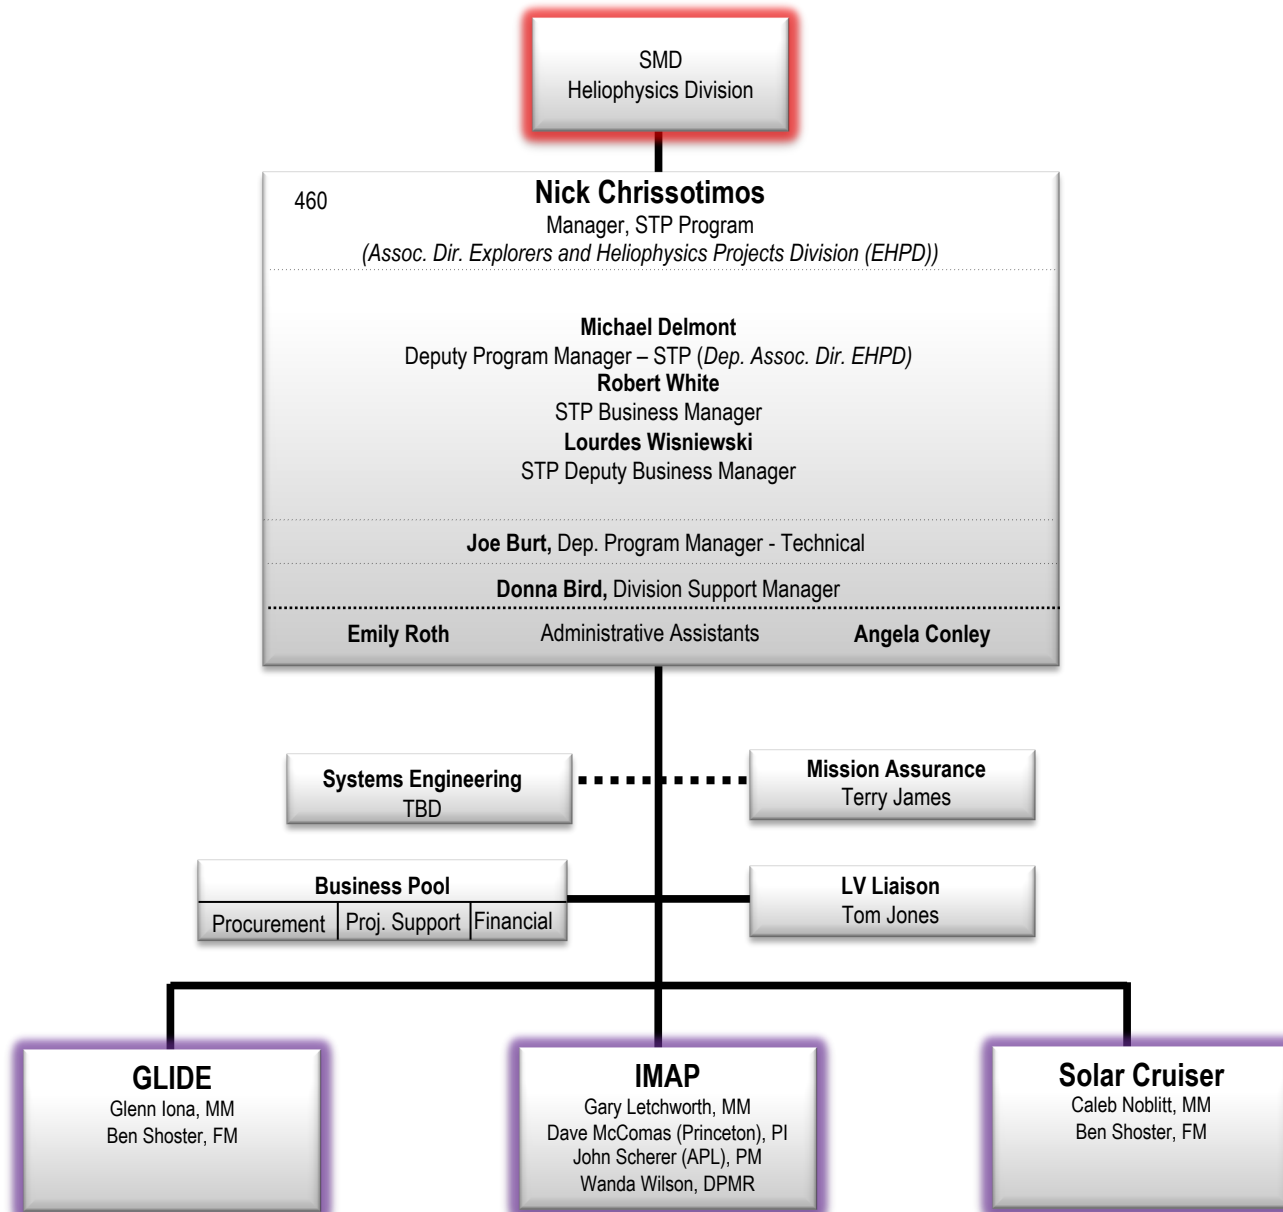 SMD
Heliophysics Division
460
Nick Chrissotimos
Manager, STP Program
(Assoc. Dir. Explorers and Heliophysics Projects Division (EHPD))
Michael Delmont
Deputy Program Manager – STP (Dep. Assoc. Dir. EHPD)
Robert White
STP Business Manager
Lourdes Wisniewski
STP Deputy Business Manager
Joe Burt, Dep. Program Manager - Technical
Donna Bird, Division Support Manager
Emily Roth Administrative Assistants Angela Conley
Systems Engineering
TBD
Mission Assurance
Terry James
Business Pool
Procurement Proj. Support Financial
LV Liaison
Tom Jones
GLIDE
Glenn Iona, MM
Ben Shoster, FM
IMAP
Gary Letchworth, MM
Dave McComas (Princeton), PI
John Scherer (APL), PM
Wanda Wilson, DPMR
Solar Cruiser
Caleb Noblitt, MM
Ben Shoster, FM